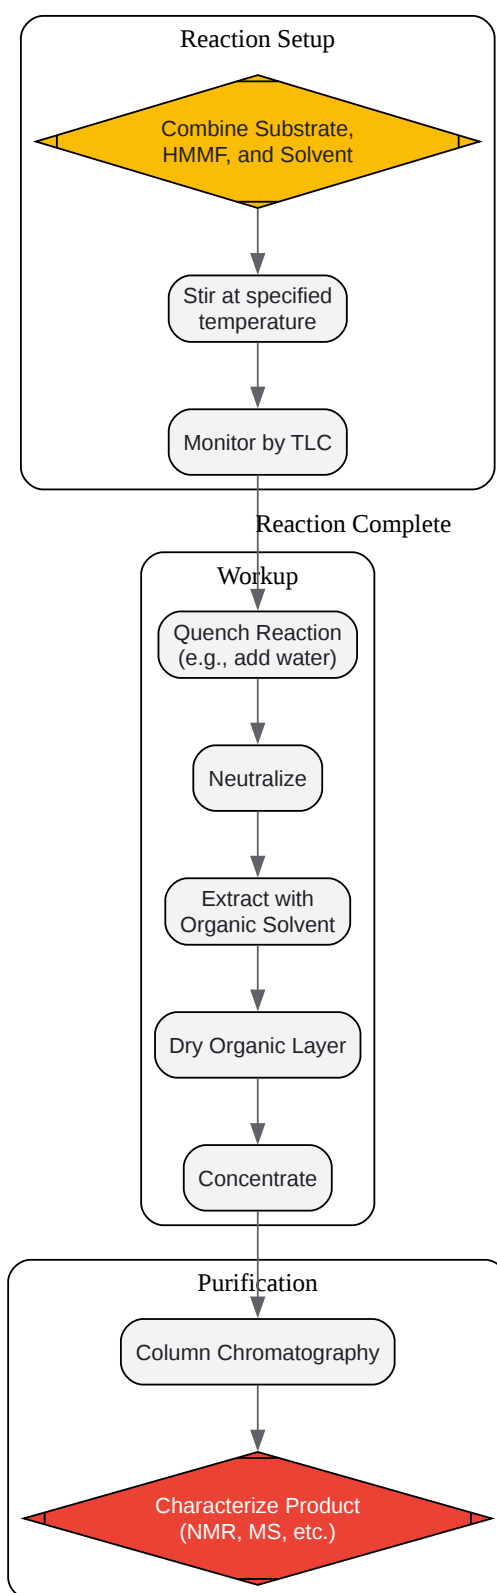 Reaction Setup
Combine Substrate,
HMMF, and Solvent
Stir at specified
temperature
Monitor by TLC
Reaction Complete
Workup
Quench Reaction
(e.g., add water)
Neutralize
Extract with
Organic Solvent
Dry Organic Layer
Concentrate
Purification
Column Chromatography
Characterize Product
(NMR, MS, etc.)